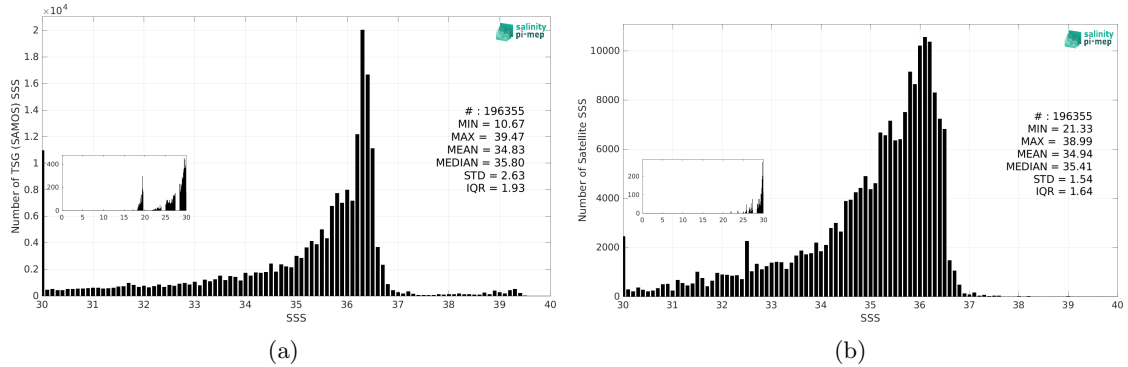 ×10⁴
2
1.8
1.6
1.4
1.2
1
0.8
0.6
0.4
0.2
0
30 31 32 33 34 35 36 37 38 39 40
SSS
Number of TSG (SAMOS) SSS
salinity
pi-mep
# : 196355
MIN = 10.67
MAX = 39.47
MEAN = 34.83
MEDIAN = 35.80
STD = 2.63
IQR = 1.93
400
200
0
0 5 10 15 20 25 30
(a)
10000
8000
6000
4000
2000
0
30 31 32 33 34 35 36 37 38 39 40
SSS
Number of Satellite SSS
salinity
pi-mep
# : 196355
MIN = 21.33
MAX = 38.99
MEAN = 34.94
MEDIAN = 35.41
STD = 1.54
IQR = 1.64
200
100
0
0 5 10 15 20 25 30
(b)